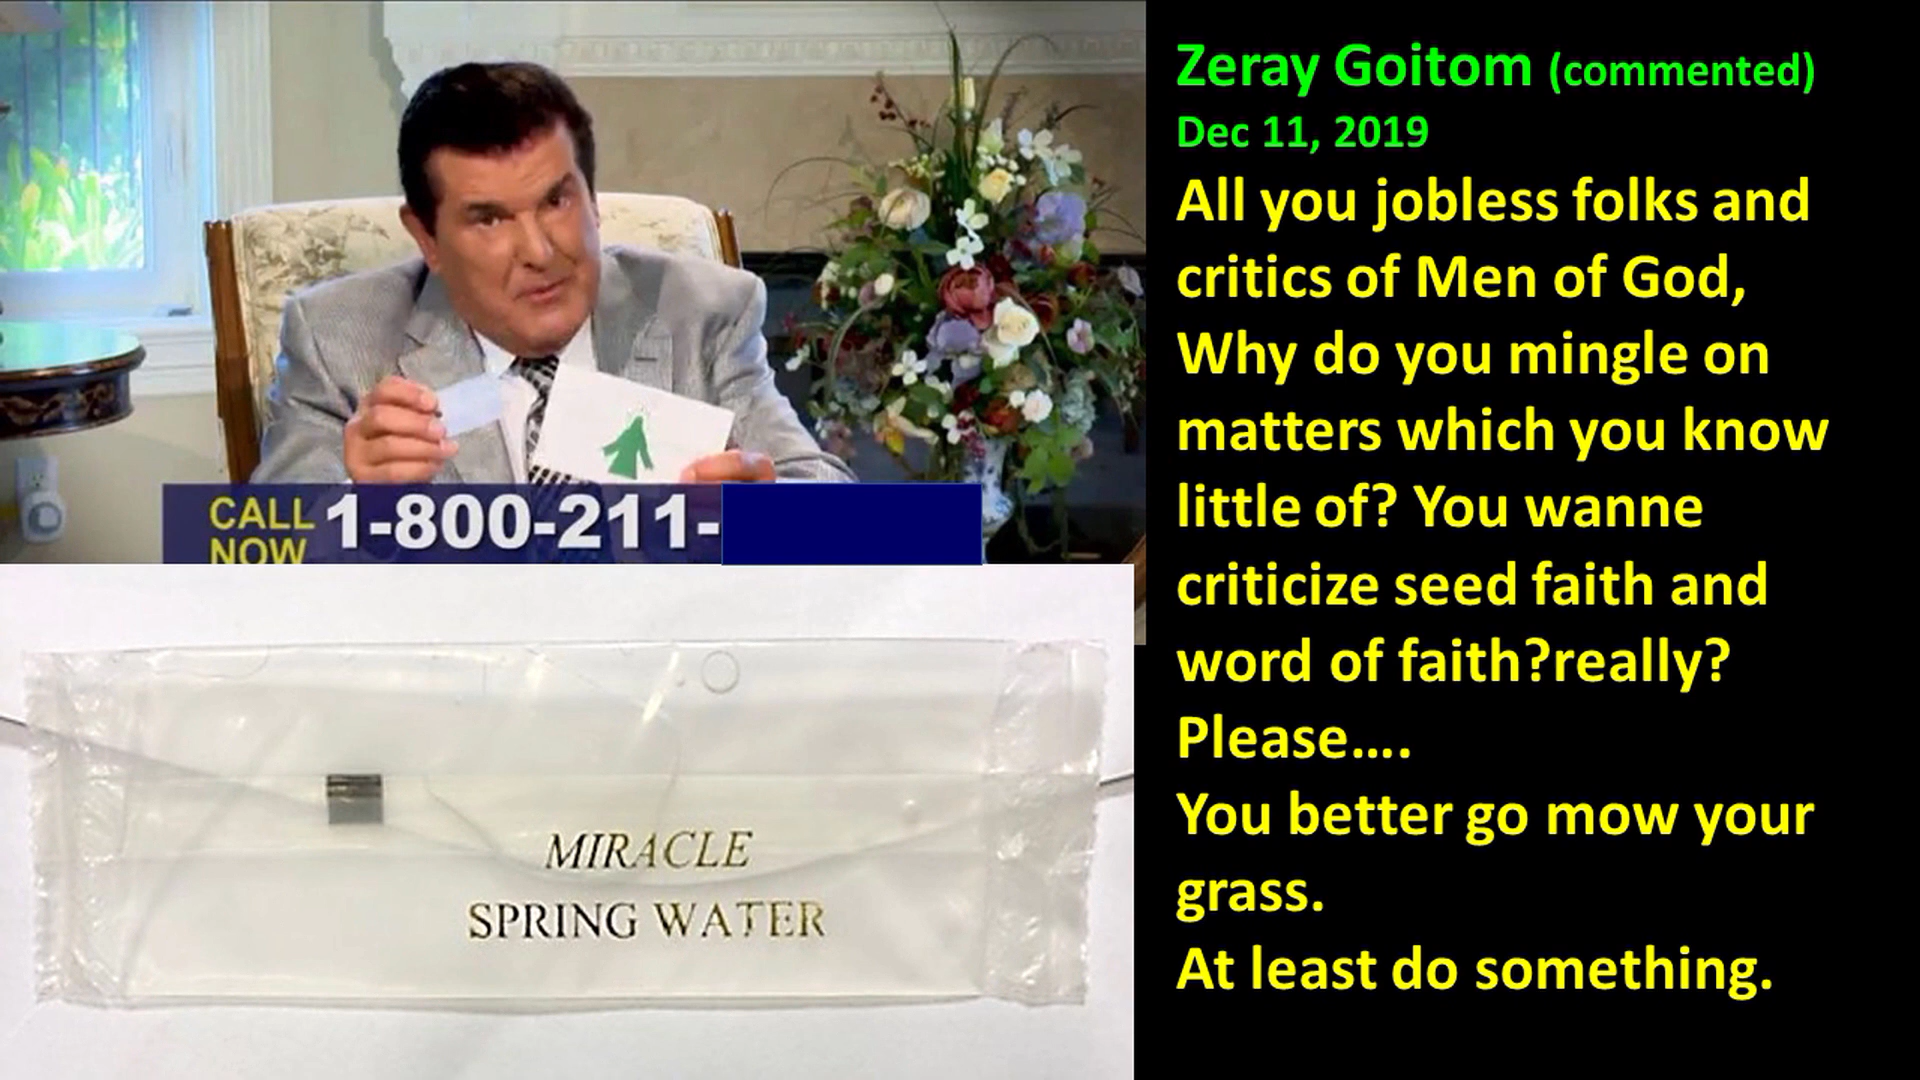 CALL
NOW
1-800-211-
MIRACLE
SPRING WATER
Zeray Goitom (commented)
Dec 11, 2019
All you jobless folks and
critics of Men of God,
Why do you mingle on
matters which you know
little of? You wanne
criticize seed faith and
word of faith?really?
Please....
You better go mow your
grass.
At least do something.